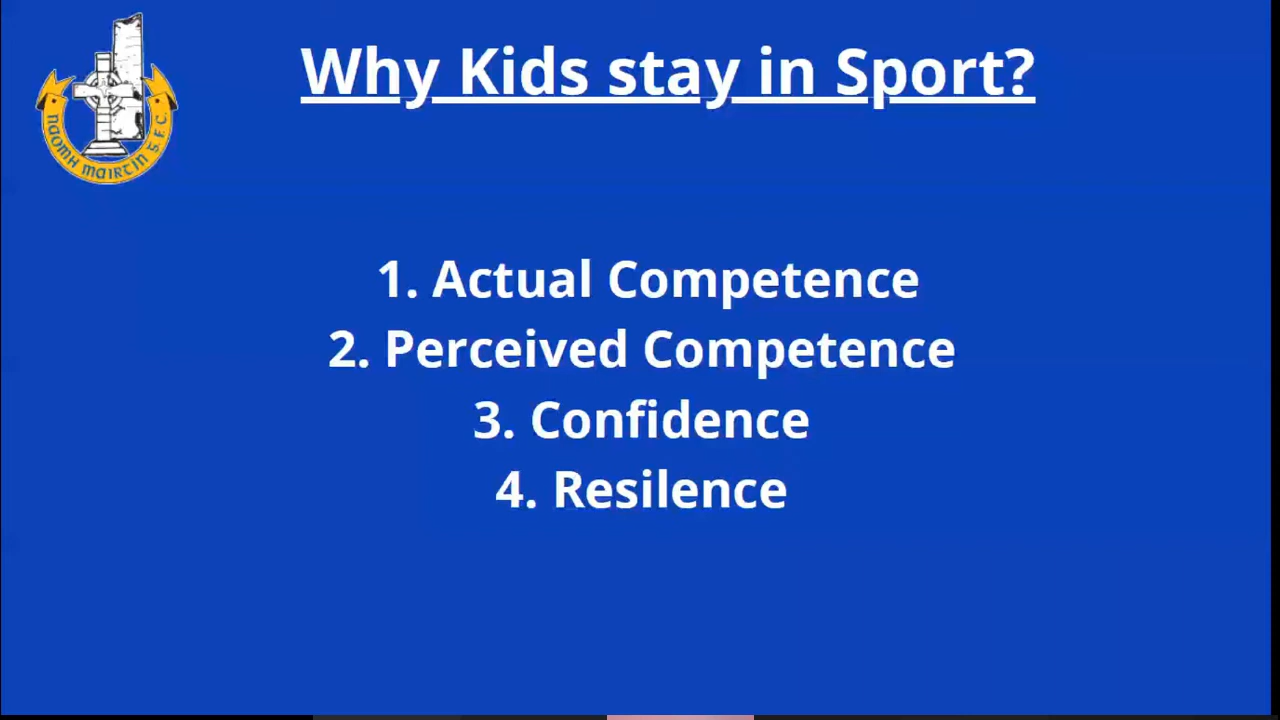 Why Kids stay in Sport?
NAOMH MAIRTIN S.F.C.
1. Actual Competence
2. Perceived Competence
3. Confidence
4. Resilence